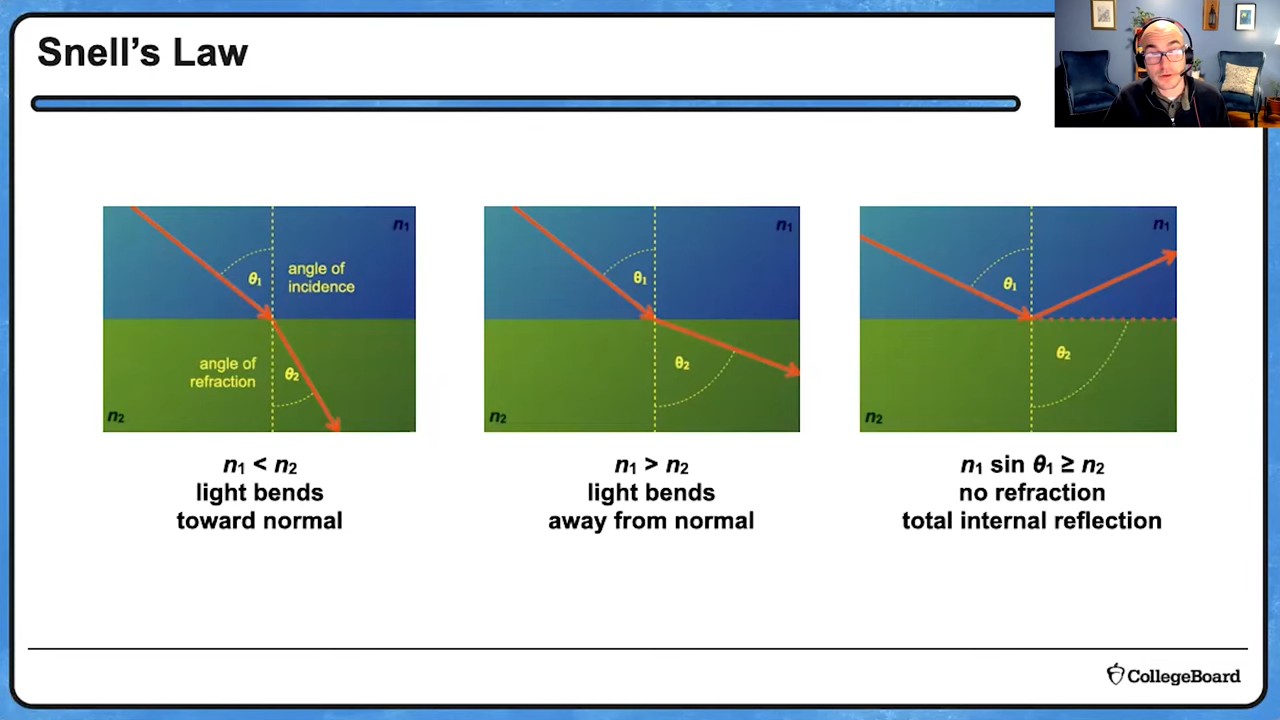 Snell's Law
n₁
θ₁
angle of
incidence
angle of
refraction
θ₂
n₂
n₁ < n₂
light bends
toward normal
n₁
θ₁
θ₂
n₂
n₁ > n₂
light bends
away from normal
n₁
θ₁
θ₂
n₂
n₁ sin θ₁ ≥ n₂
no refraction
total internal reflection
CollegeBoard